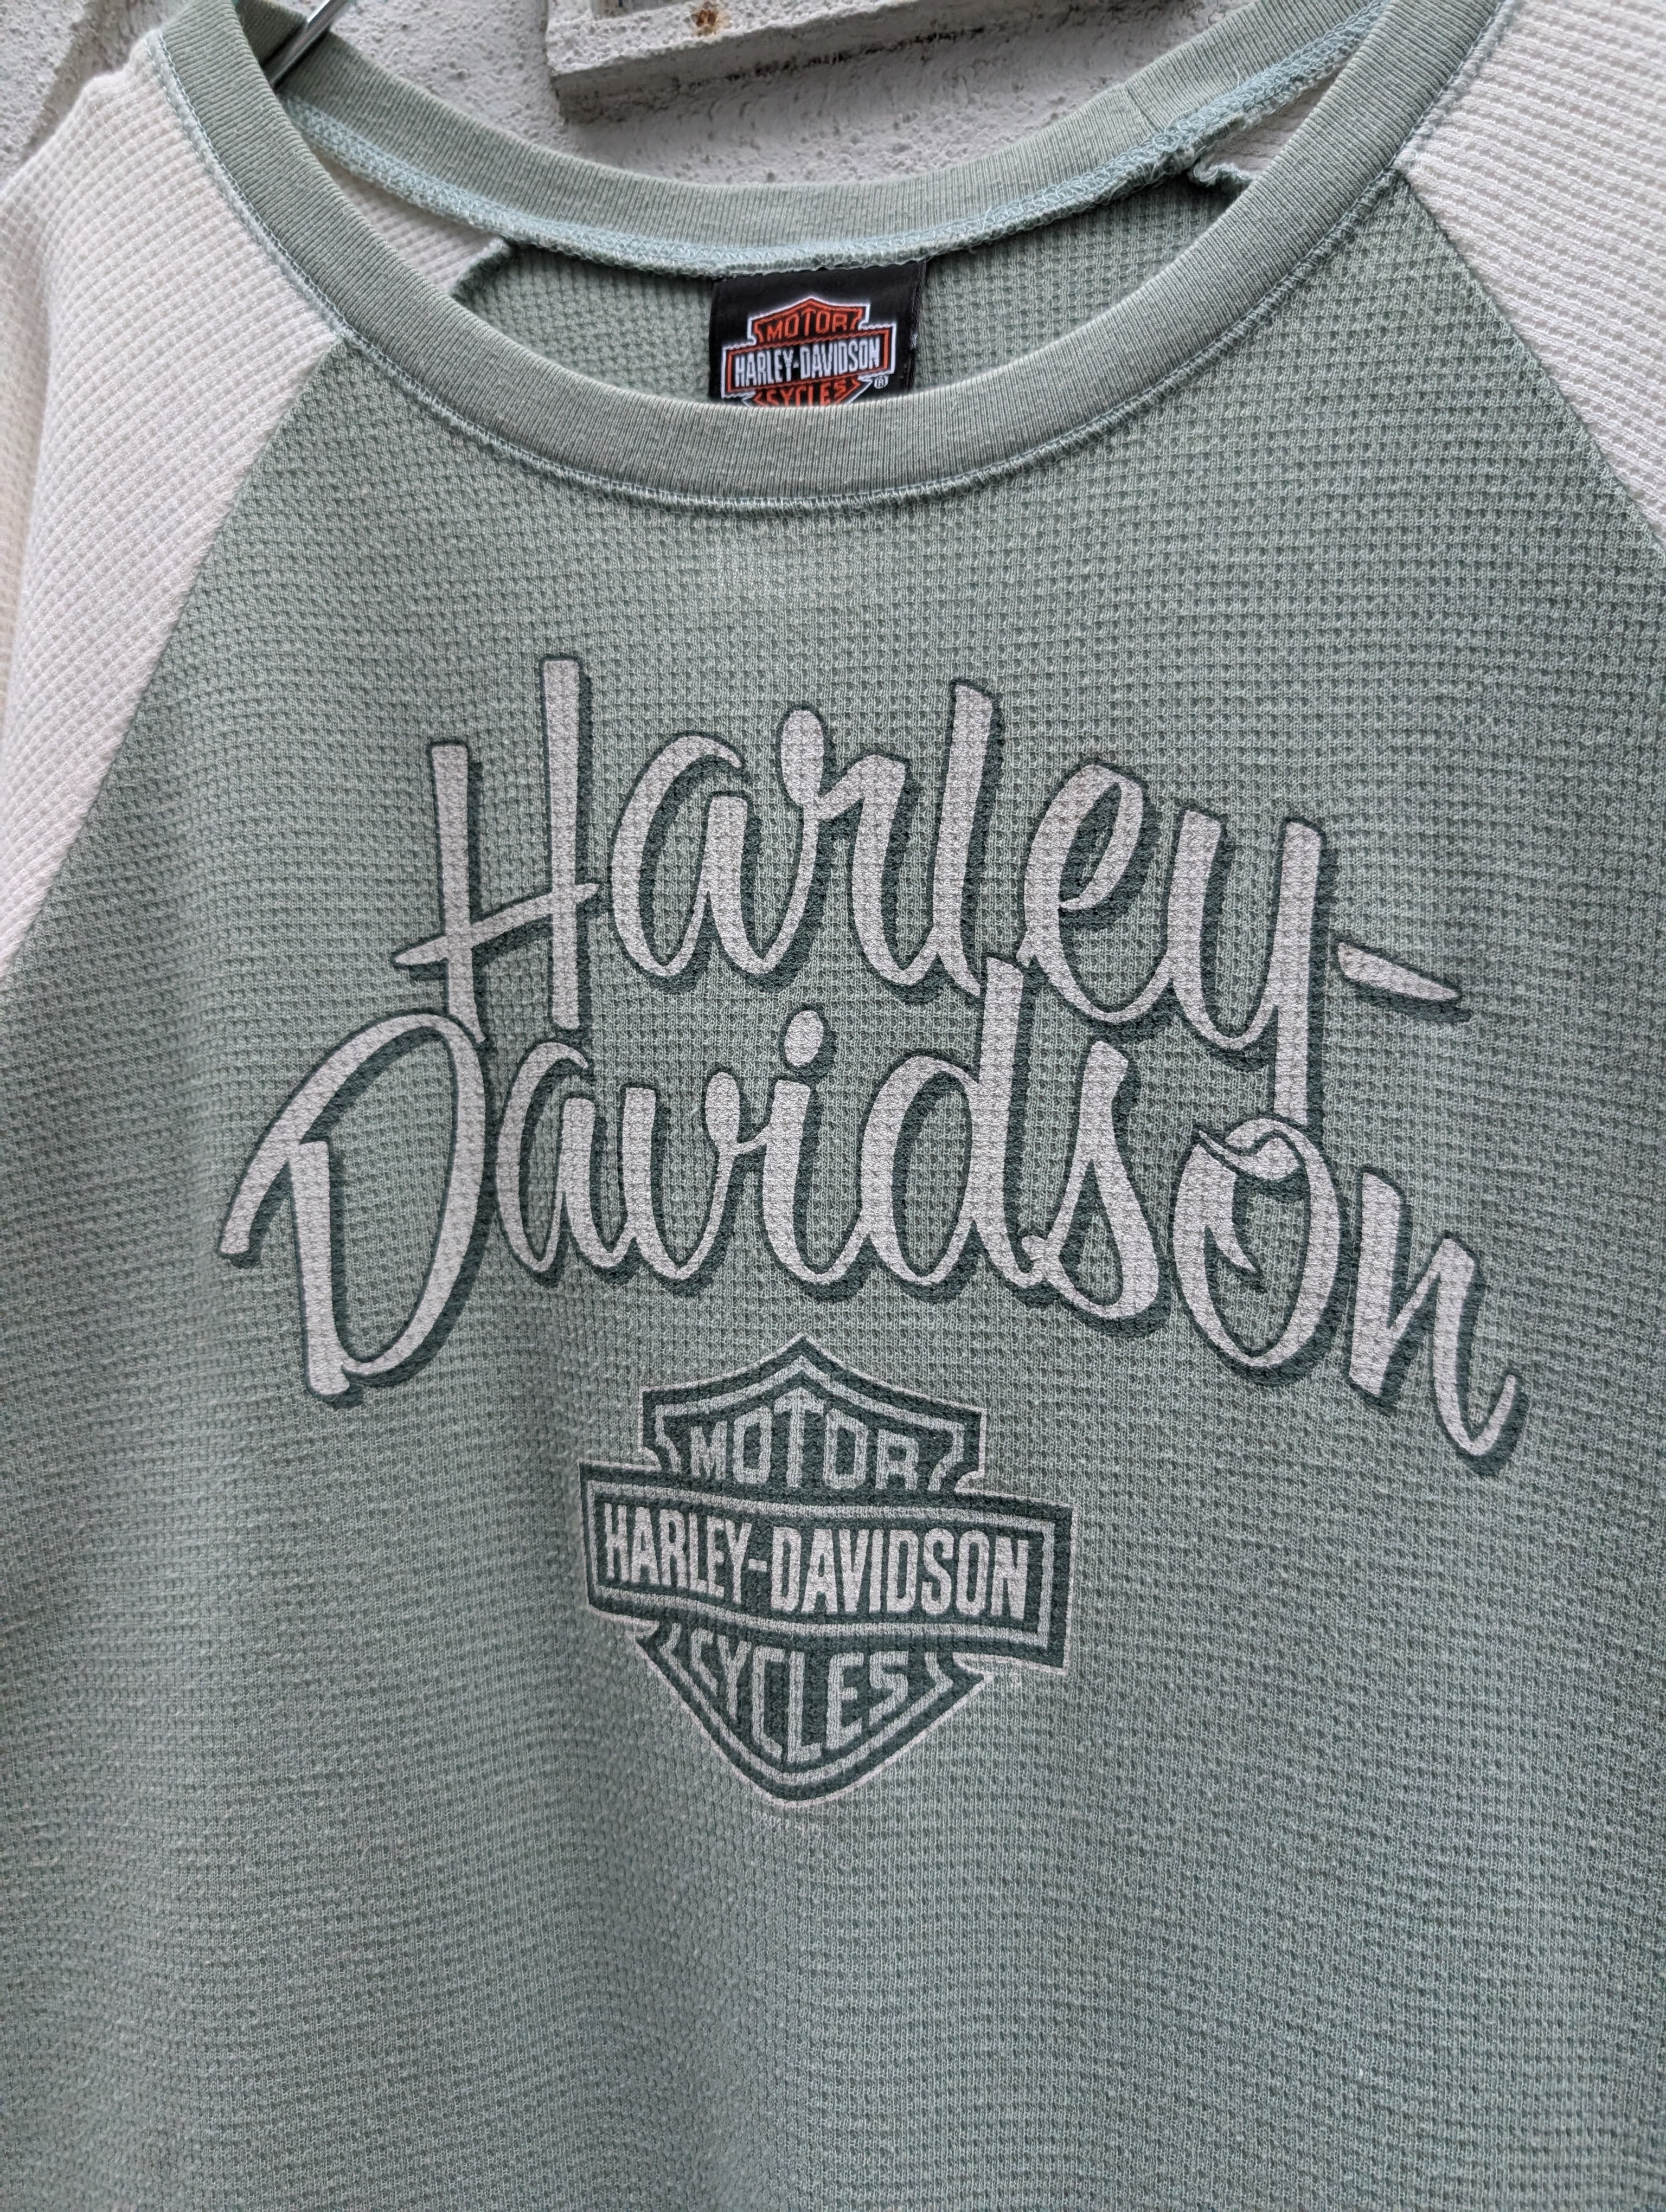 MOTOR
HARLEY-DAVIDSON
CYCLES
®
Harley-
Davidson
MOTOR
HARLEY-DAVIDSON
CYCLES